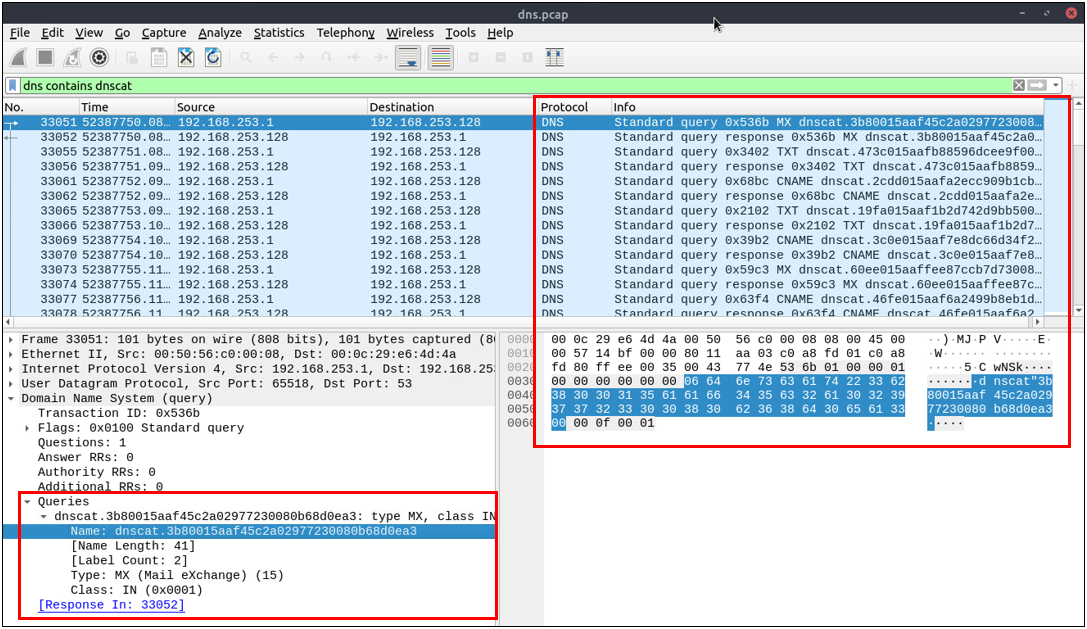 dns.pcap
File Edit View Go Capture Analyze Statistics Telephony Wireless Tools Help
dns contains dnscat
No. Time Source Destination Protocol Info
33051 52387750.08… 192.168.253.1 192.168.253.128 DNS Standard query 0x536b MX dnscat.3b80015aaf45c2a0297723008…
33052 52387750.08… 192.168.253.128 192.168.253.1 DNS Standard query response 0x536b MX dnscat.3b80015aaf45c2a0…
33055 52387751.08… 192.168.253.1 192.168.253.128 DNS Standard query 0x3402 TXT dnscat.473c015aafb88596dcee9f00…
33056 52387751.09… 192.168.253.128 192.168.253.1 DNS Standard query response 0x3402 TXT dnscat.473c015aafb8859…
33061 52387752.09… 192.168.253.1 192.168.253.128 DNS Standard query 0x68bc CNAME dnscat.2cdd015aafa2ecc909b1cb…
33062 52387752.09… 192.168.253.128 192.168.253.1 DNS Standard query response 0x68bc CNAME dnscat.2cdd015aafa2e…
33065 52387753.09… 192.168.253.1 192.168.253.128 DNS Standard query 0x2102 TXT dnscat.19fa015aaf1b2d742d9bb500…
33066 52387753.10… 192.168.253.128 192.168.253.1 DNS Standard query response 0x2102 TXT dnscat.19fa015aaf1b2d7…
33069 52387754.10… 192.168.253.1 192.168.253.128 DNS Standard query 0x39b2 CNAME dnscat.3c0e015aaf7e8dc66d34f2…
33070 52387754.10… 192.168.253.128 192.168.253.1 DNS Standard query response 0x39b2 CNAME dnscat.3c0e015aaf7e8…
33073 52387755.11… 192.168.253.1 192.168.253.128 DNS Standard query 0x59c3 MX dnscat.60ee015aaffee87ccb7d73008…
33074 52387755.11… 192.168.253.128 192.168.253.1 DNS Standard query response 0x59c3 MX dnscat.60ee015aaffee87c…
33077 52387756.11… 192.168.253.1 192.168.253.128 DNS Standard query 0x63f4 CNAME dnscat.46fe015aaf6a2499b8eb1d…
33078 52387756.11… 192.168.253.128 192.168.253.1 DNS Standard query response 0x63f4 CNAME dnscat.46fe015aaf6a2…
Frame 33051: 101 bytes on wire (808 bits), 101 bytes captured (80
Ethernet II, Src: 00:50:56:c0:00:08, Dst: 00:0c:29:e6:4d:4a
Internet Protocol Version 4, Src: 192.168.253.1, Dst: 192.168.253
User Datagram Protocol, Src Port: 65518, Dst Port: 53
Domain Name System (query)
Transaction ID: 0x536b
Flags: 0x0100 Standard query
Questions: 1
Answer RRs: 0
Authority RRs: 0
Additional RRs: 0
Queries
dnscat.3b80015aaf45c2a02977230080b68d0ea3: type MX, class IN
Name: dnscat.3b80015aaf45c2a02977230080b68d0ea3
[Name Length: 41]
[Label Count: 2]
Type: MX (Mail eXchange) (15)
Class: IN (0x0001)
[Response In: 33052]
0000 00 0c 29 e6 4d 4a 00 50 56 c0 00 08 08 00 45 00 ··)·MJ·P V·····E·
0010 00 57 14 bf 00 00 80 11 aa 03 c0 a8 fd 01 c0 a8 ·W······ ········
0020 fd 80 ff ee 00 35 00 43 77 4e 53 6b 01 00 00 01 ·····5·C wNSk····
0030 00 00 00 00 00 00 06 64 6e 73 63 61 74 22 33 62 ·······d nscat"3b
0040 38 30 30 31 35 61 61 66 34 35 63 32 61 30 32 39 80015aaf 45c2a029
0050 37 37 32 33 30 30 38 30 62 36 38 64 30 65 61 33 77230080 b68d0ea3
0060 00 00 0f 00 01 ·····